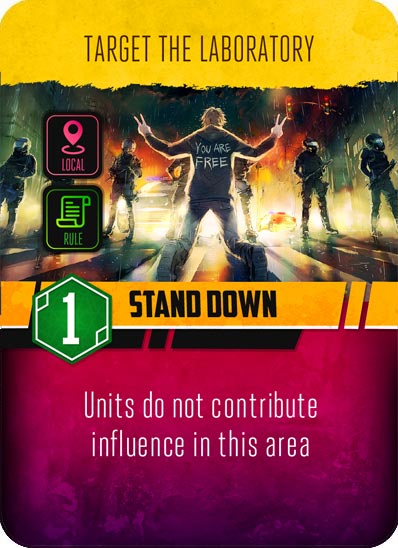 TARGET THE LABORATORY
YOU ARE
FREE
LOCAL
RULE
1
STAND DOWN
Units do not contribute
influence in this area